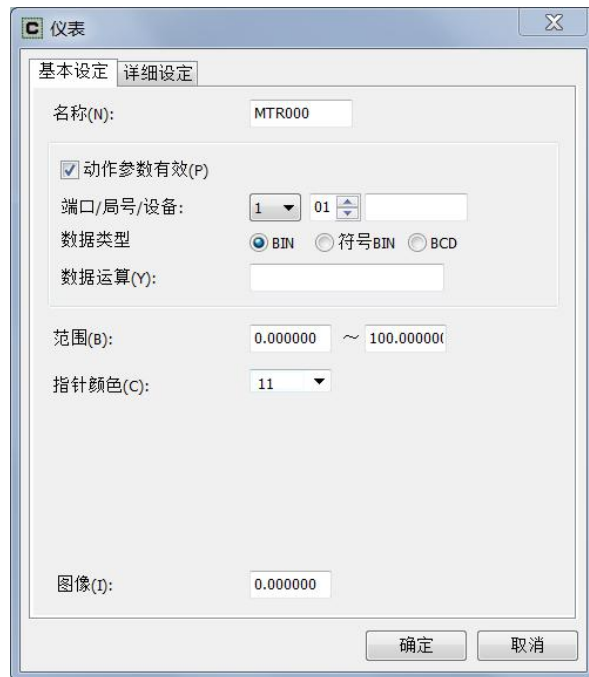 C 仪表
基本设定 详细设定
名称(N): MTR000
动作参数有效(P)
端口/局号/设备: 1 01
数据类型 BIN 符号BIN BCD
数据运算(Y):
范围(B): 0.000000 ～ 100.000000
指针颜色(C): 11
图像(I): 0.000000
确定 取消